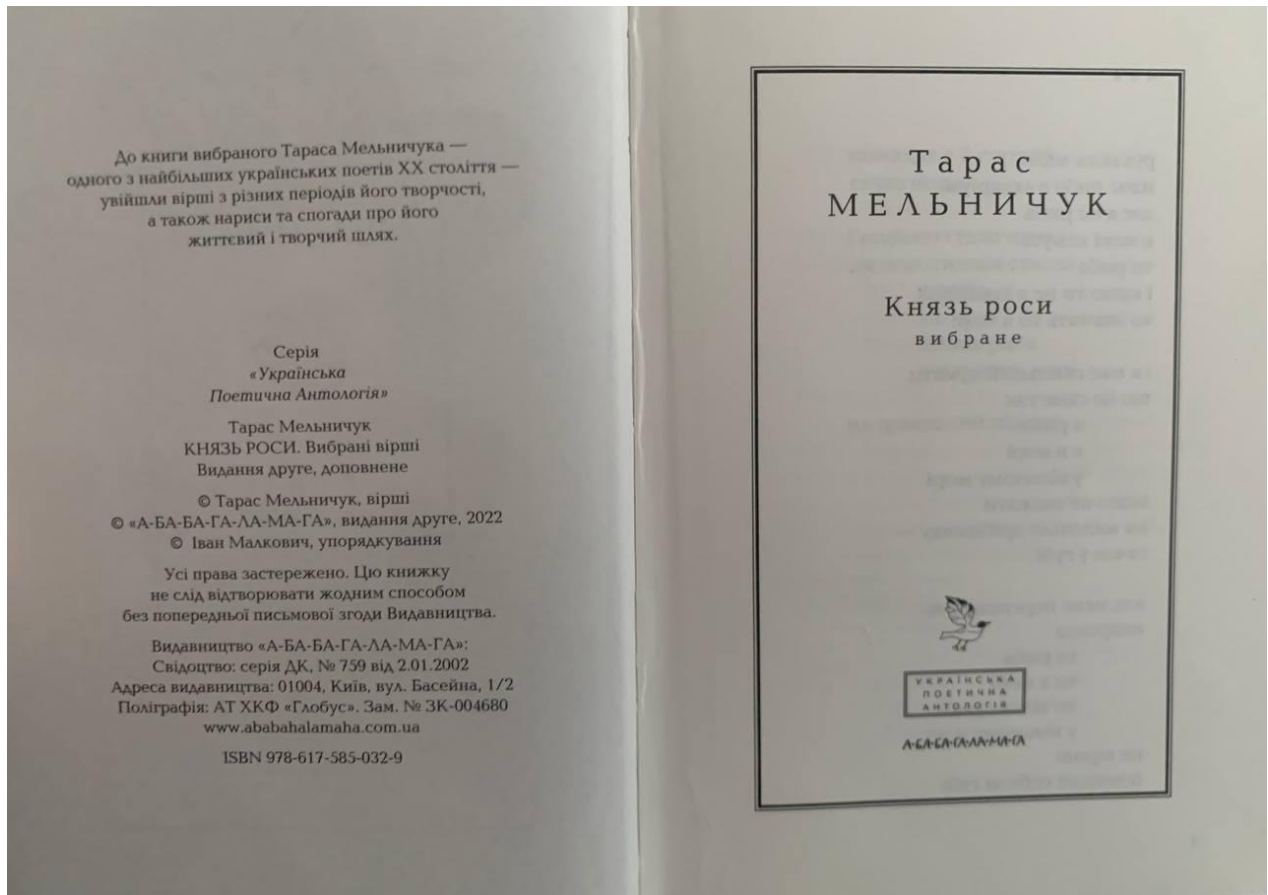 До книги вибраного Тараса Мельничука —
одного з найбільших українських поетів XX століття —
увійшли вірші з різних періодів його творчості,
а також нариси та спогади про його
життєвий і творчий шлях.
Серія
«Українська
Поетична Антологія»
Тарас Мельничук
КНЯЗЬ РОСИ. Вибрані вірші
Видання друге, доповнене
© Тарас Мельничук, вірші
© «А-БА-БА-ГА-ЛА-МА-ГА», видання друге, 2022
© Іван Малкович, упорядкування
Усі права застережено. Цю книжку
не слід відтворювати жодним способом
без попередньої письмової згоди Видавництва.
Видавництво «А-БА-БА-ГА-ЛА-МА-ГА»:
Свідоцтво: серія ДК, № 759 від 2.01.2002
Адреса видавництва: 01004, Київ, вул. Басейна, 1/2
Поліграфія: АТ ХКФ «Глобус». Зам. № ЗК-004680
www.ababahalamaha.com.ua
ISBN 978-617-585-032-9
Тарас
МЕЛЬНИЧУК
Князь роси
вибране
УКРАЇНСЬКА
ПОЕТИЧНА
АНТОЛОГІЯ
А-БА-БА-ГА-ЛА-МА-ГА